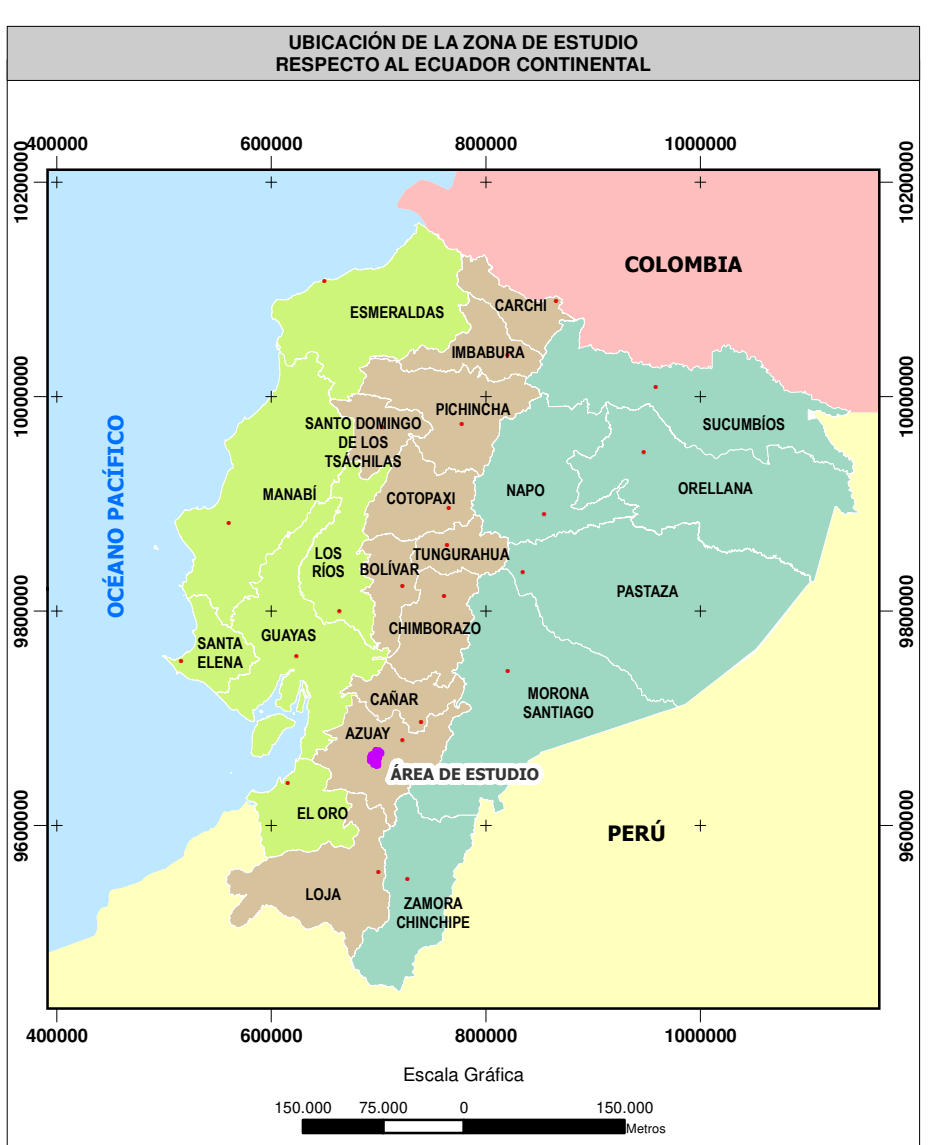 UBICACIÓN DE LA ZONA DE ESTUDIO
RESPECTO AL ECUADOR CONTINENTAL
400000 600000 800000 1000000
10200000 10200000
COLOMBIA
CARCHI
ESMERALDAS
IMBABURA
10000000 10000000
PICHINCHA
SANTO DOMINGO
DE LOS
TSÁCHILAS
SUCUMBÍOS
OCÉANO PACÍFICO
MANABÍ
COTOPAXI
NAPO
ORELLANA
LOS
RÍOS
BOLÍVAR
TUNGURAHUA
PASTAZA
9800000 9800000
SANTA
ELENA
GUAYAS
CHIMBORAZO
CAÑAR
MORONA
SANTIAGO
AZUAY
ÁREA DE ESTUDIO
EL ORO
9600000 9600000
PERÚ
LOJA
ZAMORA
CHINCHIPE
400000 600000 800000 1000000
Escala Gráfica
150.000 75.000 0 150.000
Metros